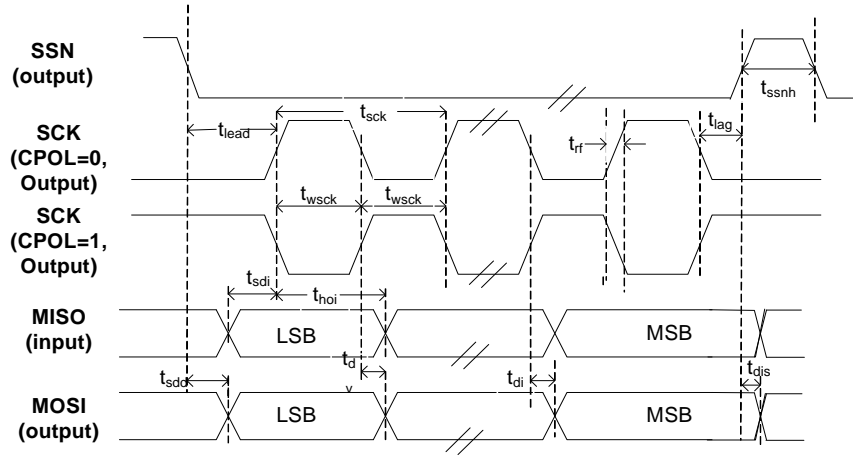 SSN
(output)
t_ssnh
t_sck
t_lead
t_lag
SCK
(CPOL=0,
Output)
t_rf
t_wsck
t_wsck
SCK
(CPOL=1,
Output)
t_sdi
t_hoi
MISO
(input)
LSB
MSB
t_d
v
t_sdd
t_di
t_dis
MOSI
(output)
LSB
MSB